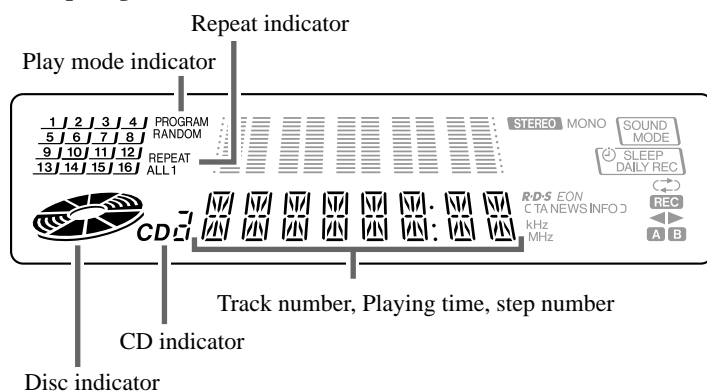 Repeat indicator
Play mode indicator
1 2 3 4 PROGRAM
5 6 7 8 RANDOM
9 10 11 12 REPEAT
13 14 15 16 ALL 1
STEREO MONO
SOUND
MODE
SLEEP
DAILY REC
R·D·S EON
TA NEWS INFO
kHz
MHz
REC
A B
CD
Track number, Playing time, step number
CD indicator
Disc indicator